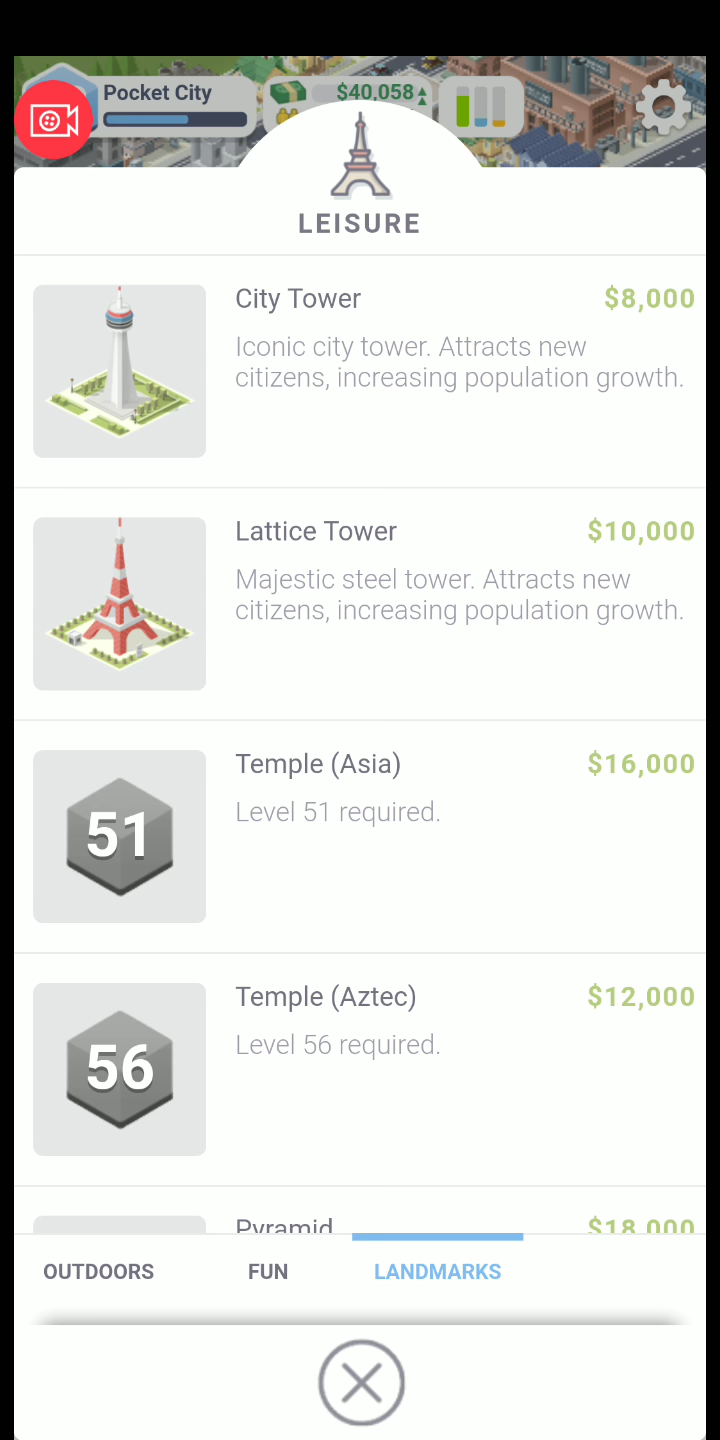 Pocket City
$40,058
LEISURE
City Tower
$8,000
Iconic city tower. Attracts new
citizens, increasing population growth.
Lattice Tower
$10,000
Majestic steel tower. Attracts new
citizens, increasing population growth.
51
Temple (Asia)
$16,000
Level 51 required.
56
Temple (Aztec)
$12,000
Level 56 required.
Pyramid
$18,000
OUTDOORS
FUN
LANDMARKS